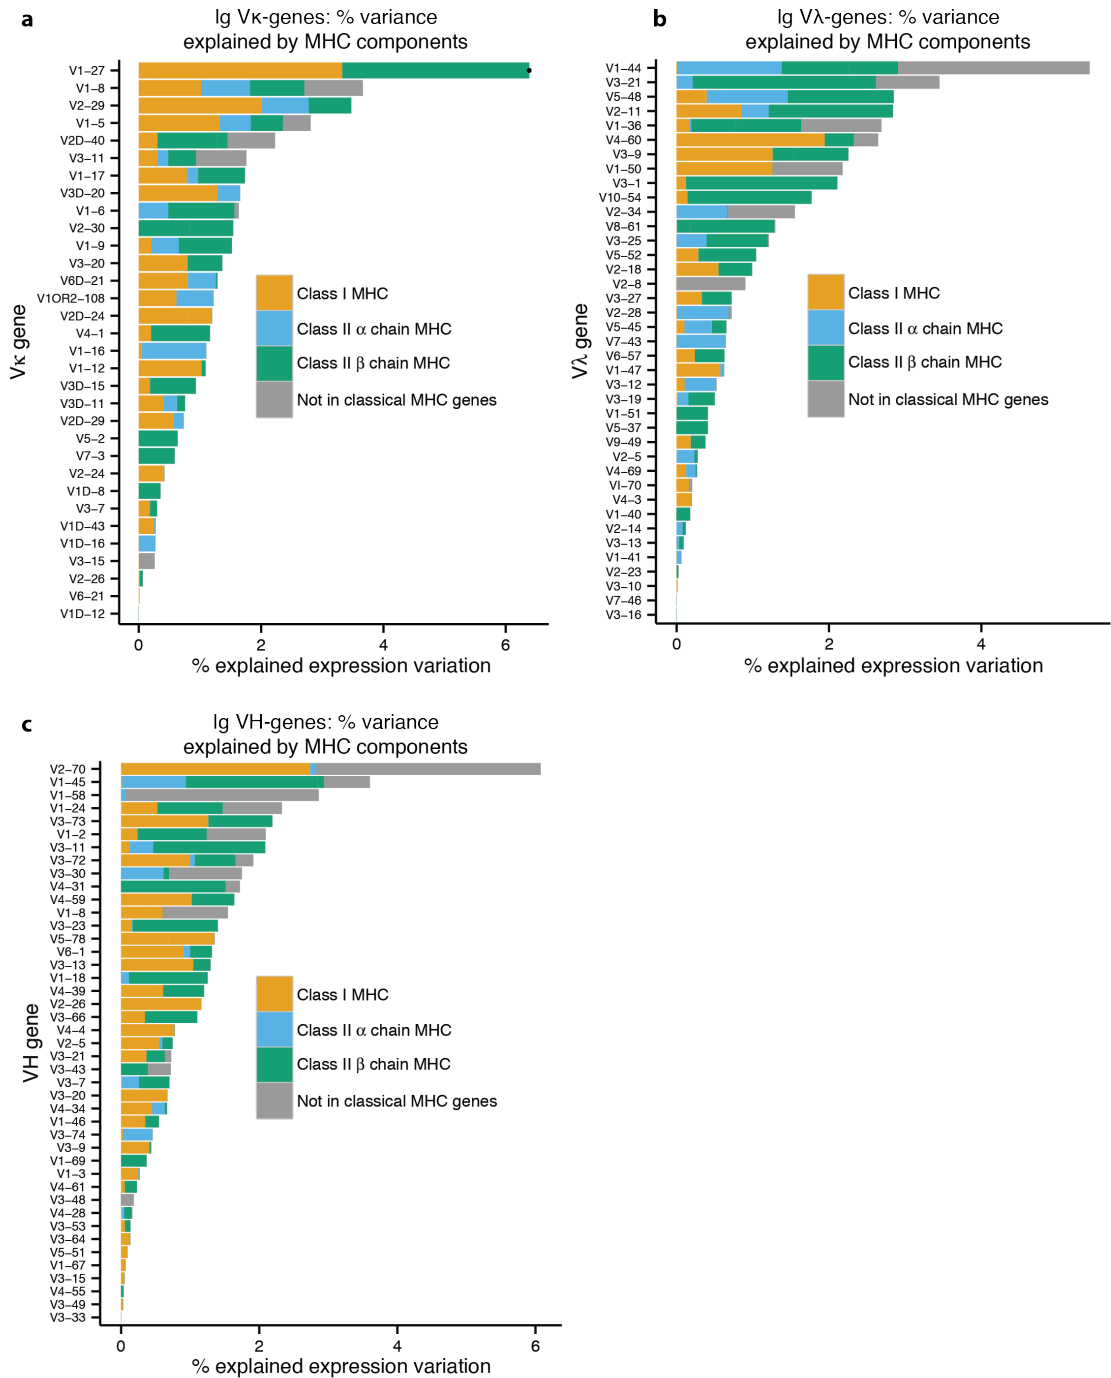 a
Ig Vκ-genes: % variance
explained by MHC components
V1−27
V1−8
V2−29
V1−5
V2D−40
V3−11
V1−17
V3D−20
V1−6
V2−30
V1−9
V3−20
V6D−21
V1OR2−108
V2D−24
V4−1
V1−16
V1−12
V3D−15
V3D−11
V2D−29
V5−2
V7−3
V2−24
V1D−8
V3−7
V1D−43
V1D−16
V3−15
V2−26
V6−21
V1D−12
Vκ gene
Class I MHC
Class II α chain MHC
Class II β chain MHC
Not in classical MHC genes
0 2 4 6
% explained expression variation
b
Ig Vλ-genes: % variance
explained by MHC components
V1−44
V3−21
V5−48
V2−11
V1−36
V4−60
V3−9
V1−50
V3−1
V10−54
V2−34
V8−61
V3−25
V5−52
V2−18
V2−8
V3−27
V2−28
V5−45
V7−43
V6−57
V1−47
V3−12
V3−19
V1−51
V5−37
V9−49
V2−5
V4−69
VI−70
V4−3
V1−40
V2−14
V3−13
V1−41
V2−23
V3−10
V7−46
V3−16
Vλ gene
Class I MHC
Class II α chain MHC
Class II β chain MHC
Not in classical MHC genes
0 2 4
% explained expression variation
c
Ig VH-genes: % variance
explained by MHC components
V2−70
V1−45
V1−58
V1−24
V3−73
V1−2
V3−11
V3−72
V3−30
V4−31
V4−59
V1−8
V3−23
V5−78
V6−1
V3−13
V1−18
V4−39
V2−26
V3−66
V4−4
V2−5
V3−21
V3−43
V3−7
V3−20
V4−34
V1−46
V3−74
V3−9
V1−69
V1−3
V4−61
V3−48
V4−28
V3−53
V3−64
V5−51
V1−67
V3−15
V4−55
V3−49
V3−33
VH gene
Class I MHC
Class II α chain MHC
Class II β chain MHC
Not in classical MHC genes
0 2 4 6
% explained expression variation